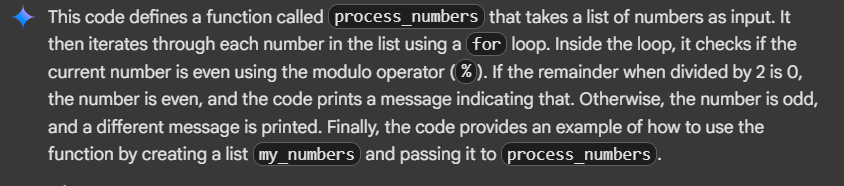 This code defines a function called process_numbers that takes a list of numbers as input. It
then iterates through each number in the list using a for loop. Inside the loop, it checks if the
current number is even using the modulo operator (%). If the remainder when divided by 2 is 0,
the number is even, and the code prints a message indicating that. Otherwise, the number is odd,
and a different message is printed. Finally, the code provides an example of how to use the
function by creating a list my_numbers and passing it to process_numbers.